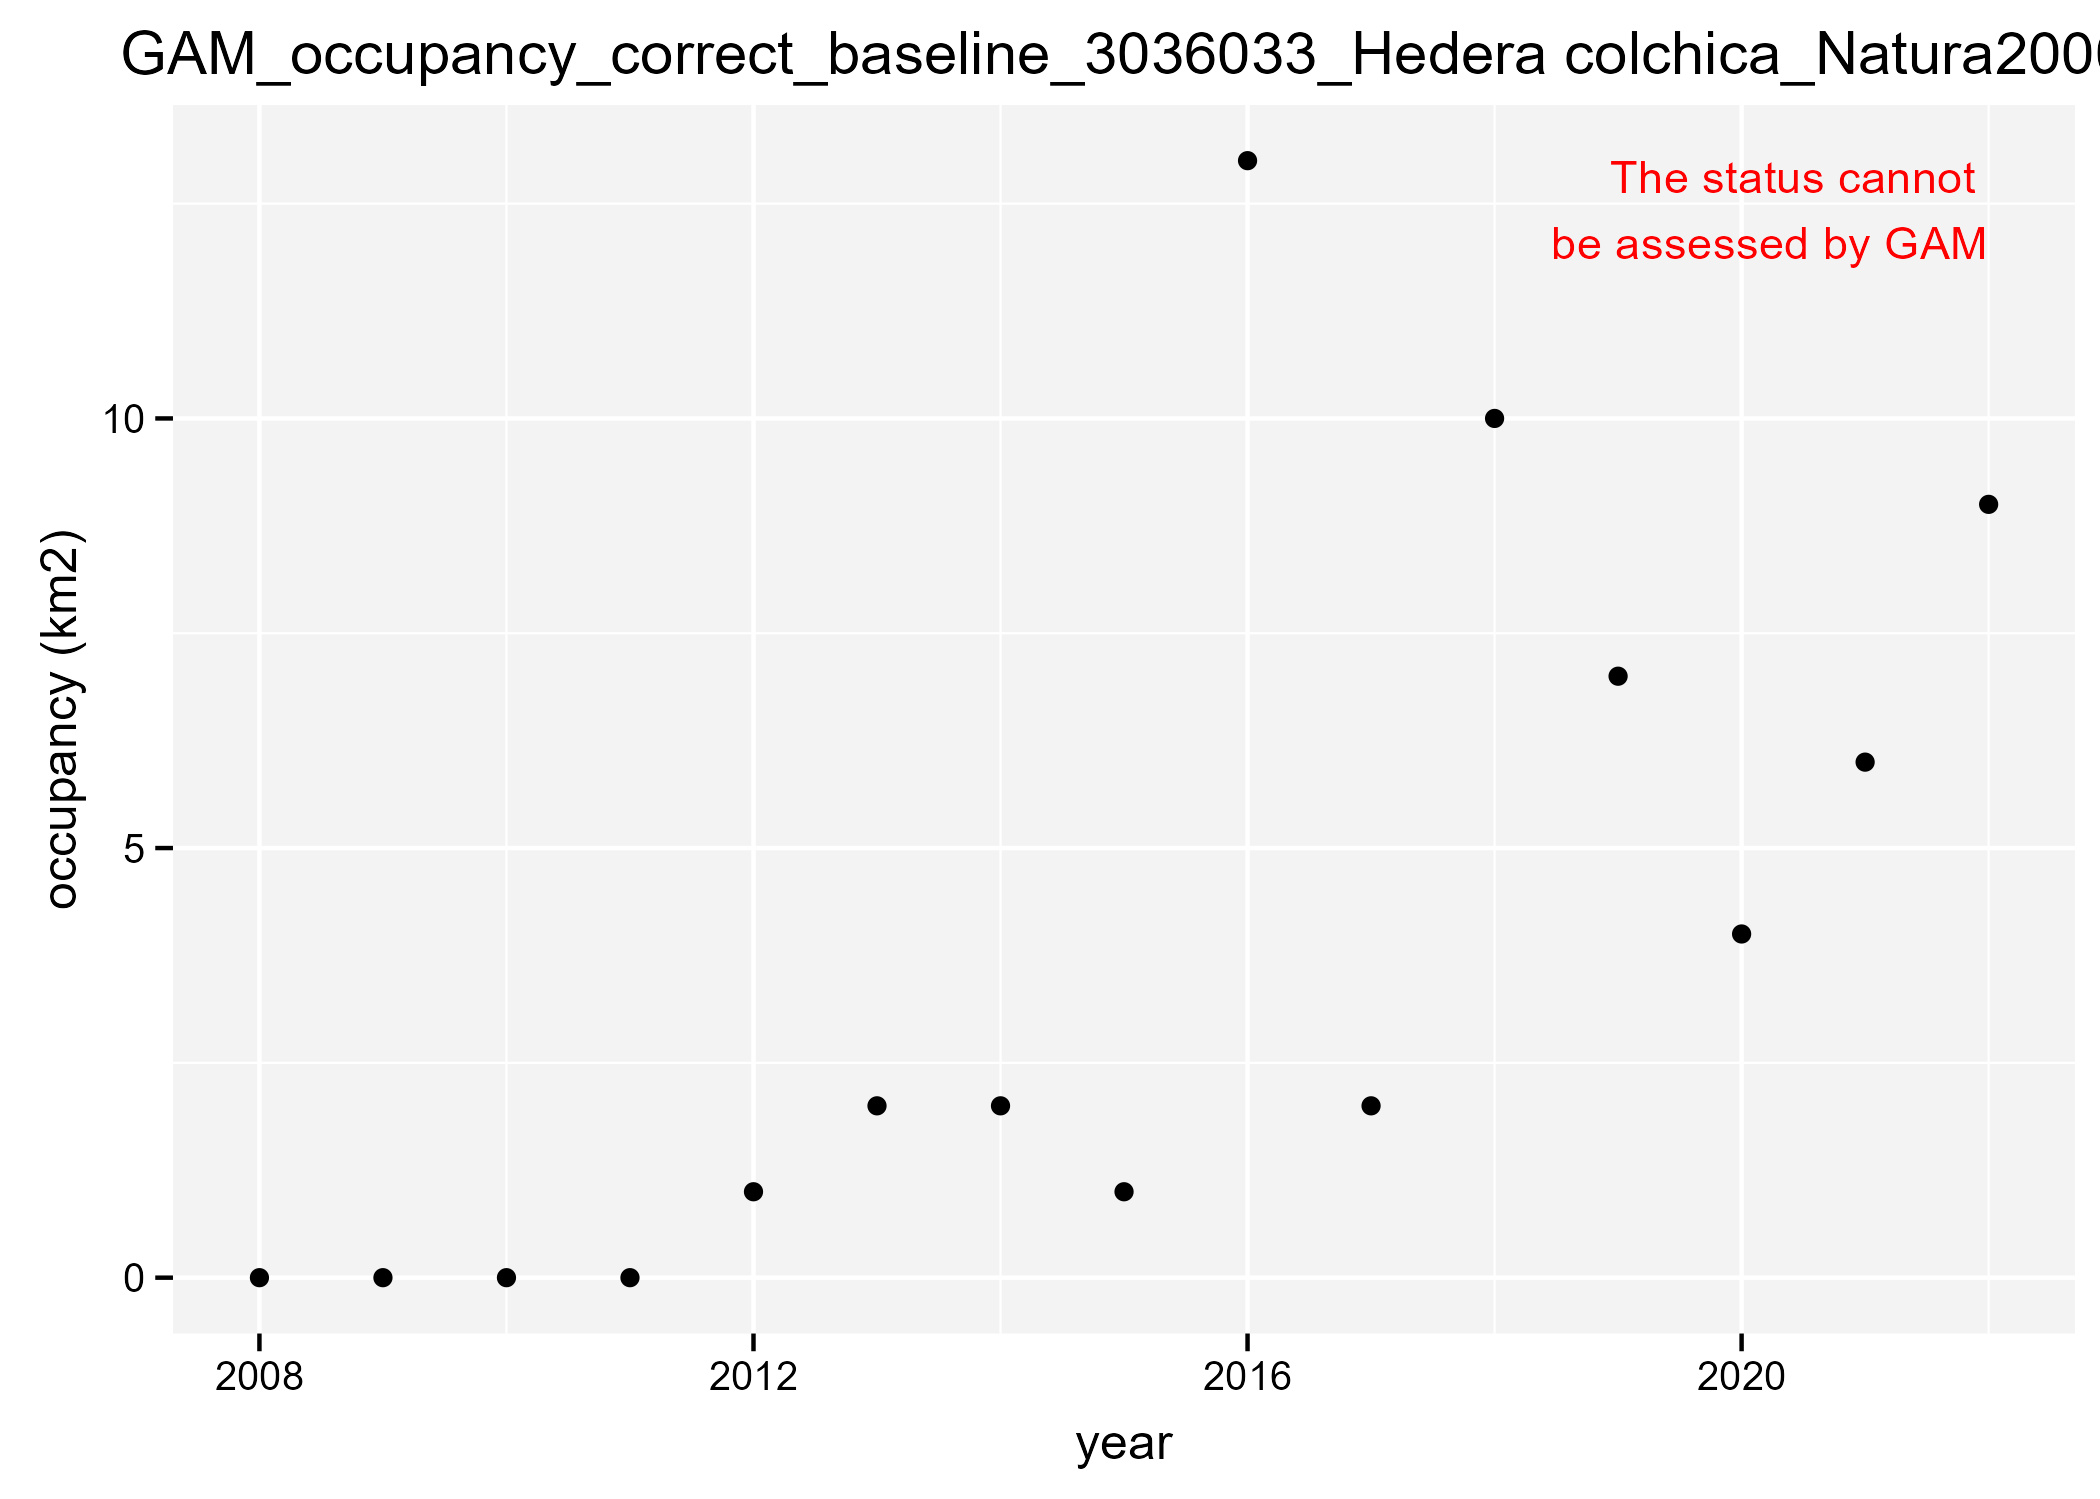 GAM_occupancy_correct_baseline_3036033_Hedera colchica_Natura200
The status cannot
be assessed by GAM
occupancy (km2)
10
5
0
2008 2012 2016 2020
year